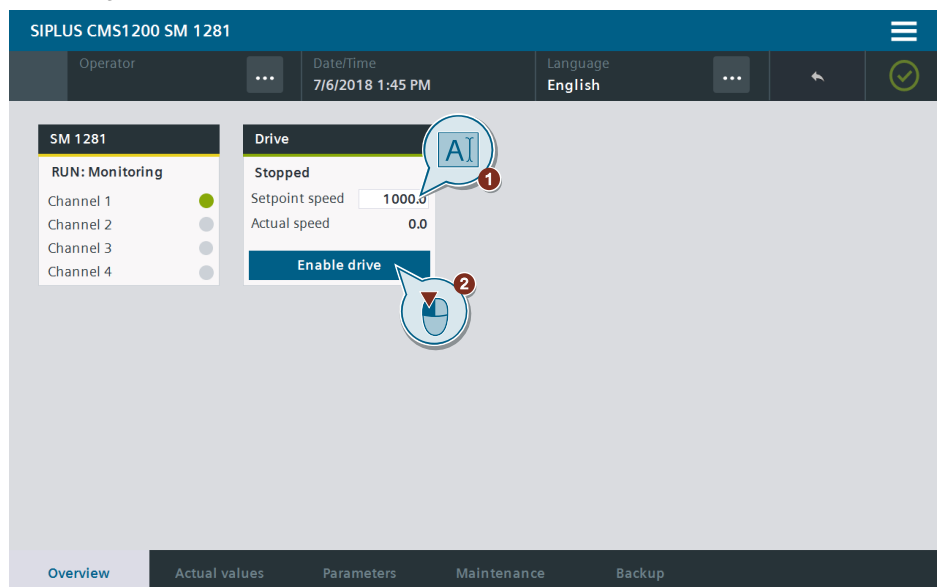 SIPLUS CMS1200 SM 1281
Operator
...
Date/Time
7/6/2018 1:45 PM
Language
English
...
SM 1281
RUN: Monitoring
Channel 1
Channel 2
Channel 3
Channel 4
Drive
Stopped
Setpoint speed 1000.0
Actual speed 0.0
Enable drive
AI
1
2
Overview Actual values Parameters Maintenance Backup